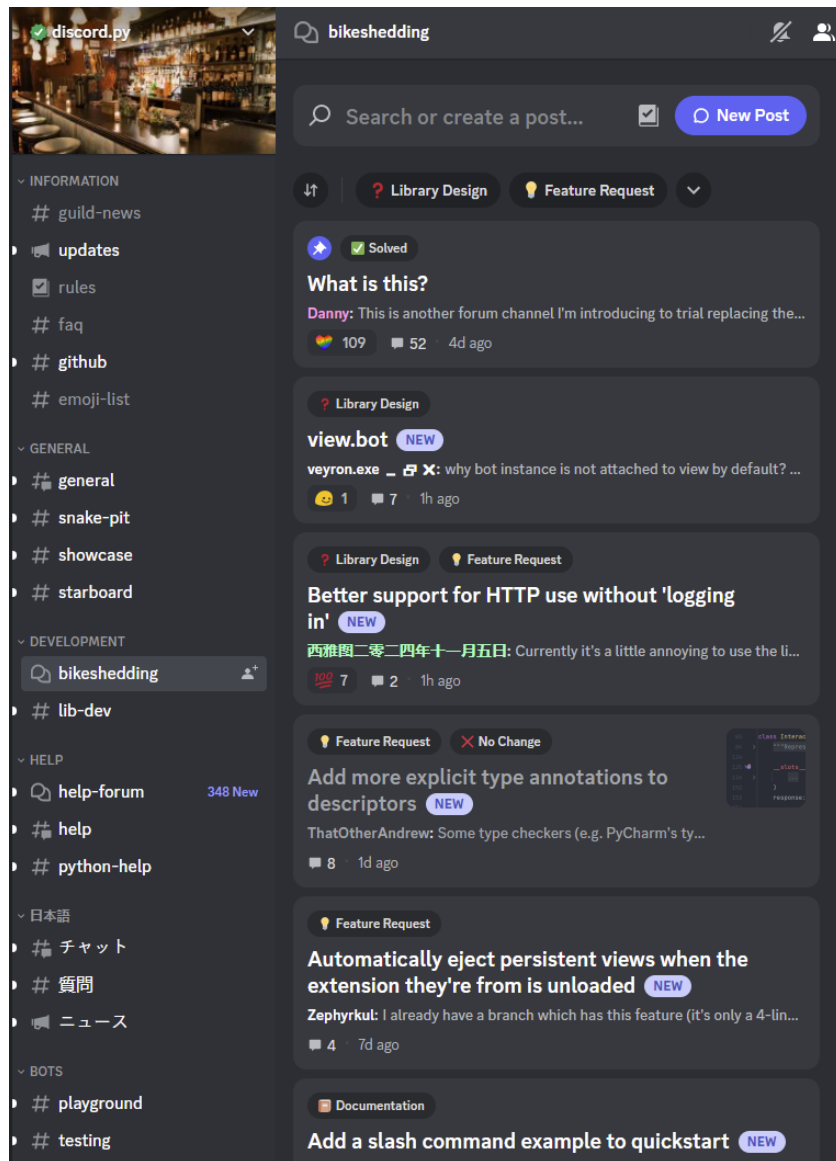 discord.py
INFORMATION
guild-news
updates
rules
faq
github
emoji-list
GENERAL
general
snake-pit
showcase
starboard
DEVELOPMENT
bikeshedding
lib-dev
HELP
help-forum 348 New
help
python-help
日本語
チャット
質問
ニュース
BOTS
playground
testing
bikeshedding
Search or create a post...
New Post
Library Design Feature Request
Solved
What is this?
Danny: This is another forum channel I'm introducing to trial replacing the...
109 52 4d ago
Library Design
view.bot NEW
veyron.exe _ 🗗 ✕: why bot instance is not attached to view by default? ...
1 7 1h ago
Library Design Feature Request
Better support for HTTP use without 'logging
in' NEW
西雅图二零二四年十一月五日: Currently it's a little annoying to use the li...
7 2 1h ago
Feature Request No Change
Add more explicit type annotations to
descriptors NEW
ThatOtherAndrew: Some type checkers (e.g. PyCharm's ty...
8 1d ago
class Interac
__slots__
response:
Feature Request
Automatically eject persistent views when the
extension they're from is unloaded NEW
Zephyrkul: I already have a branch which has this feature (it's only a 4-lin...
4 7d ago
Documentation
Add a slash command example to quickstart NEW